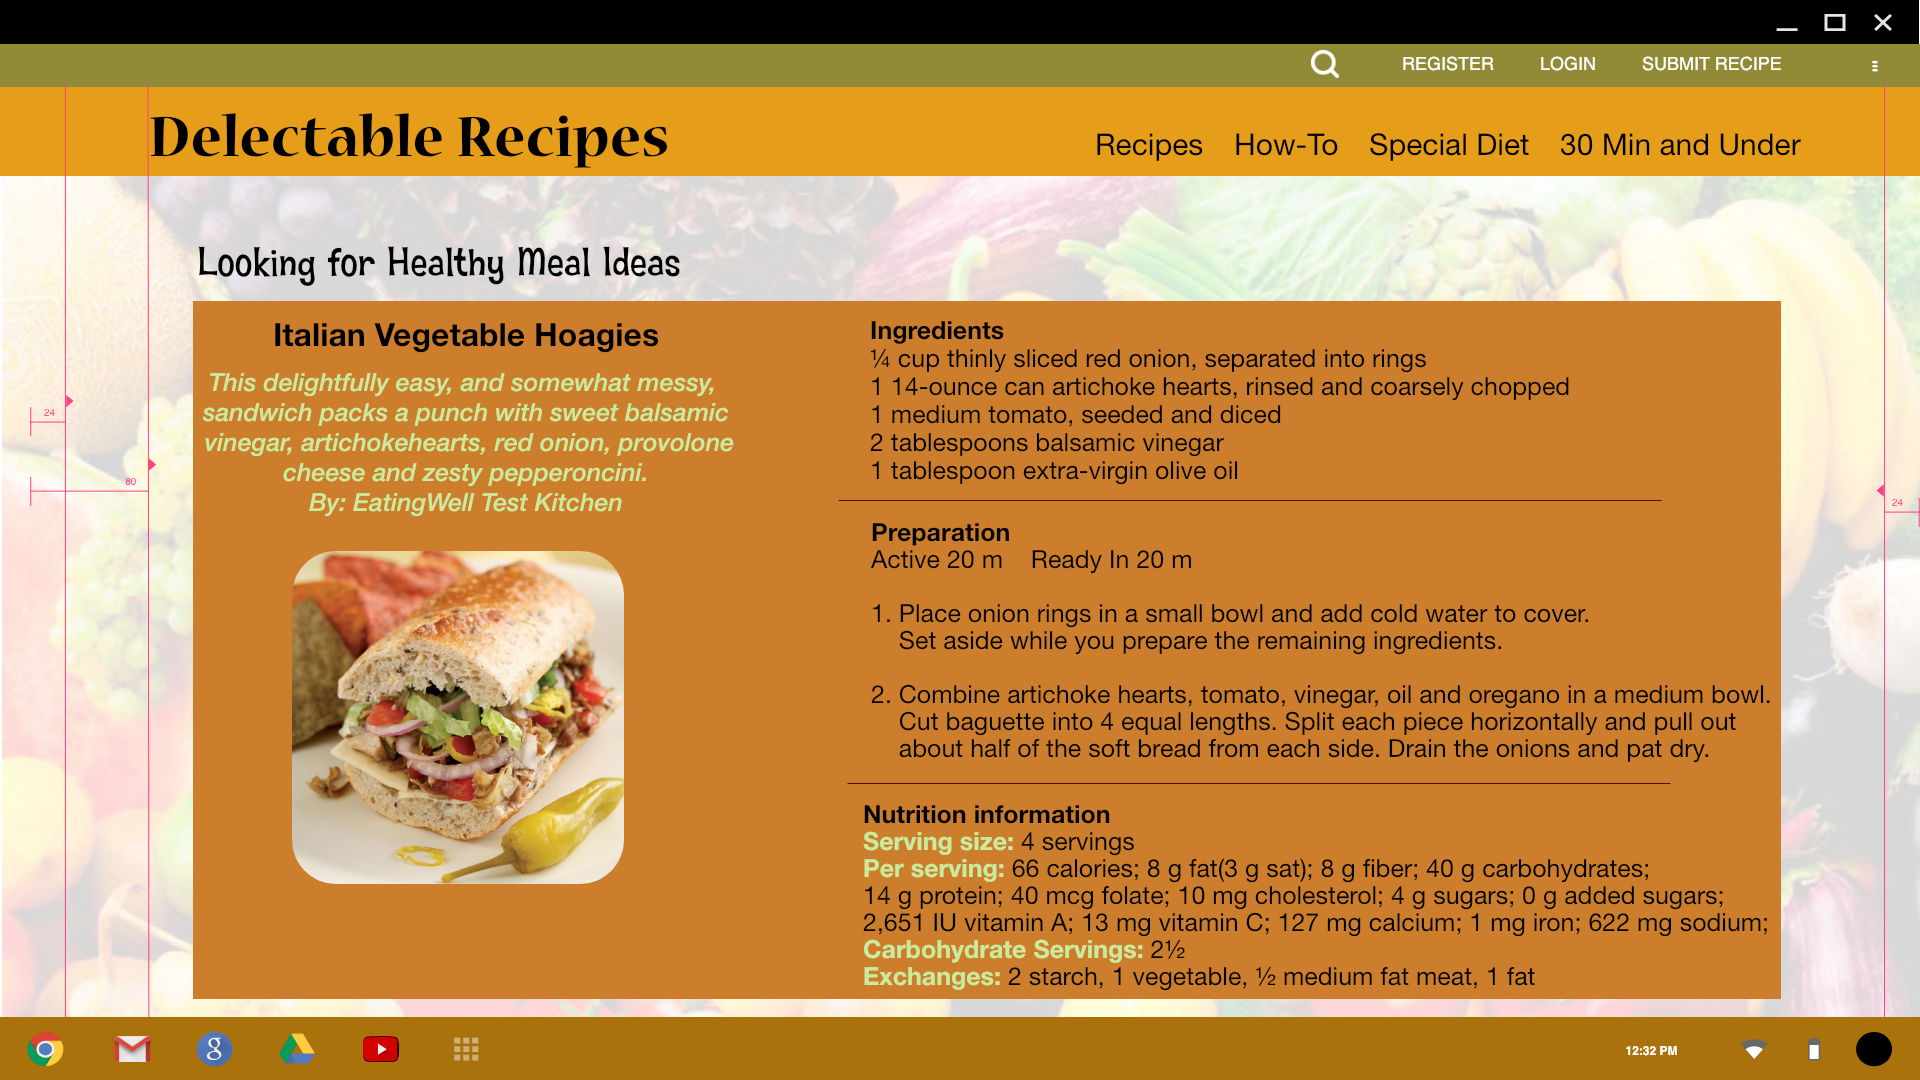 REGISTER LOGIN SUBMIT RECIPE
Delectable Recipes
Recipes How-To Special Diet 30 Min and Under
Looking for Healthy Meal Ideas
Italian Vegetable Hoagies
This delightfully easy, and somewhat messy,
sandwich packs a punch with sweet balsamic
vinegar, artichokehearts, red onion, provolone
cheese and zesty pepperoncini.
By: EatingWell Test Kitchen
Ingredients
¼ cup thinly sliced red onion, separated into rings
1 14-ounce can artichoke hearts, rinsed and coarsely chopped
1 medium tomato, seeded and diced
2 tablespoons balsamic vinegar
1 tablespoon extra-virgin olive oil
Preparation
Active 20 m Ready In 20 m
1. Place onion rings in a small bowl and add cold water to cover.
Set aside while you prepare the remaining ingredients.
2. Combine artichoke hearts, tomato, vinegar, oil and oregano in a medium bowl.
Cut baguette into 4 equal lengths. Split each piece horizontally and pull out
about half of the soft bread from each side. Drain the onions and pat dry.
Nutrition information
Serving size: 4 servings
Per serving: 66 calories; 8 g fat(3 g sat); 8 g fiber; 40 g carbohydrates;
14 g protein; 40 mcg folate; 10 mg cholesterol; 4 g sugars; 0 g added sugars;
2,651 IU vitamin A; 13 mg vitamin C; 127 mg calcium; 1 mg iron; 622 mg sodium;
Carbohydrate Servings: 2½
Exchanges: 2 starch, 1 vegetable, ½ medium fat meat, 1 fat
24
80
24
g
12:32 PM